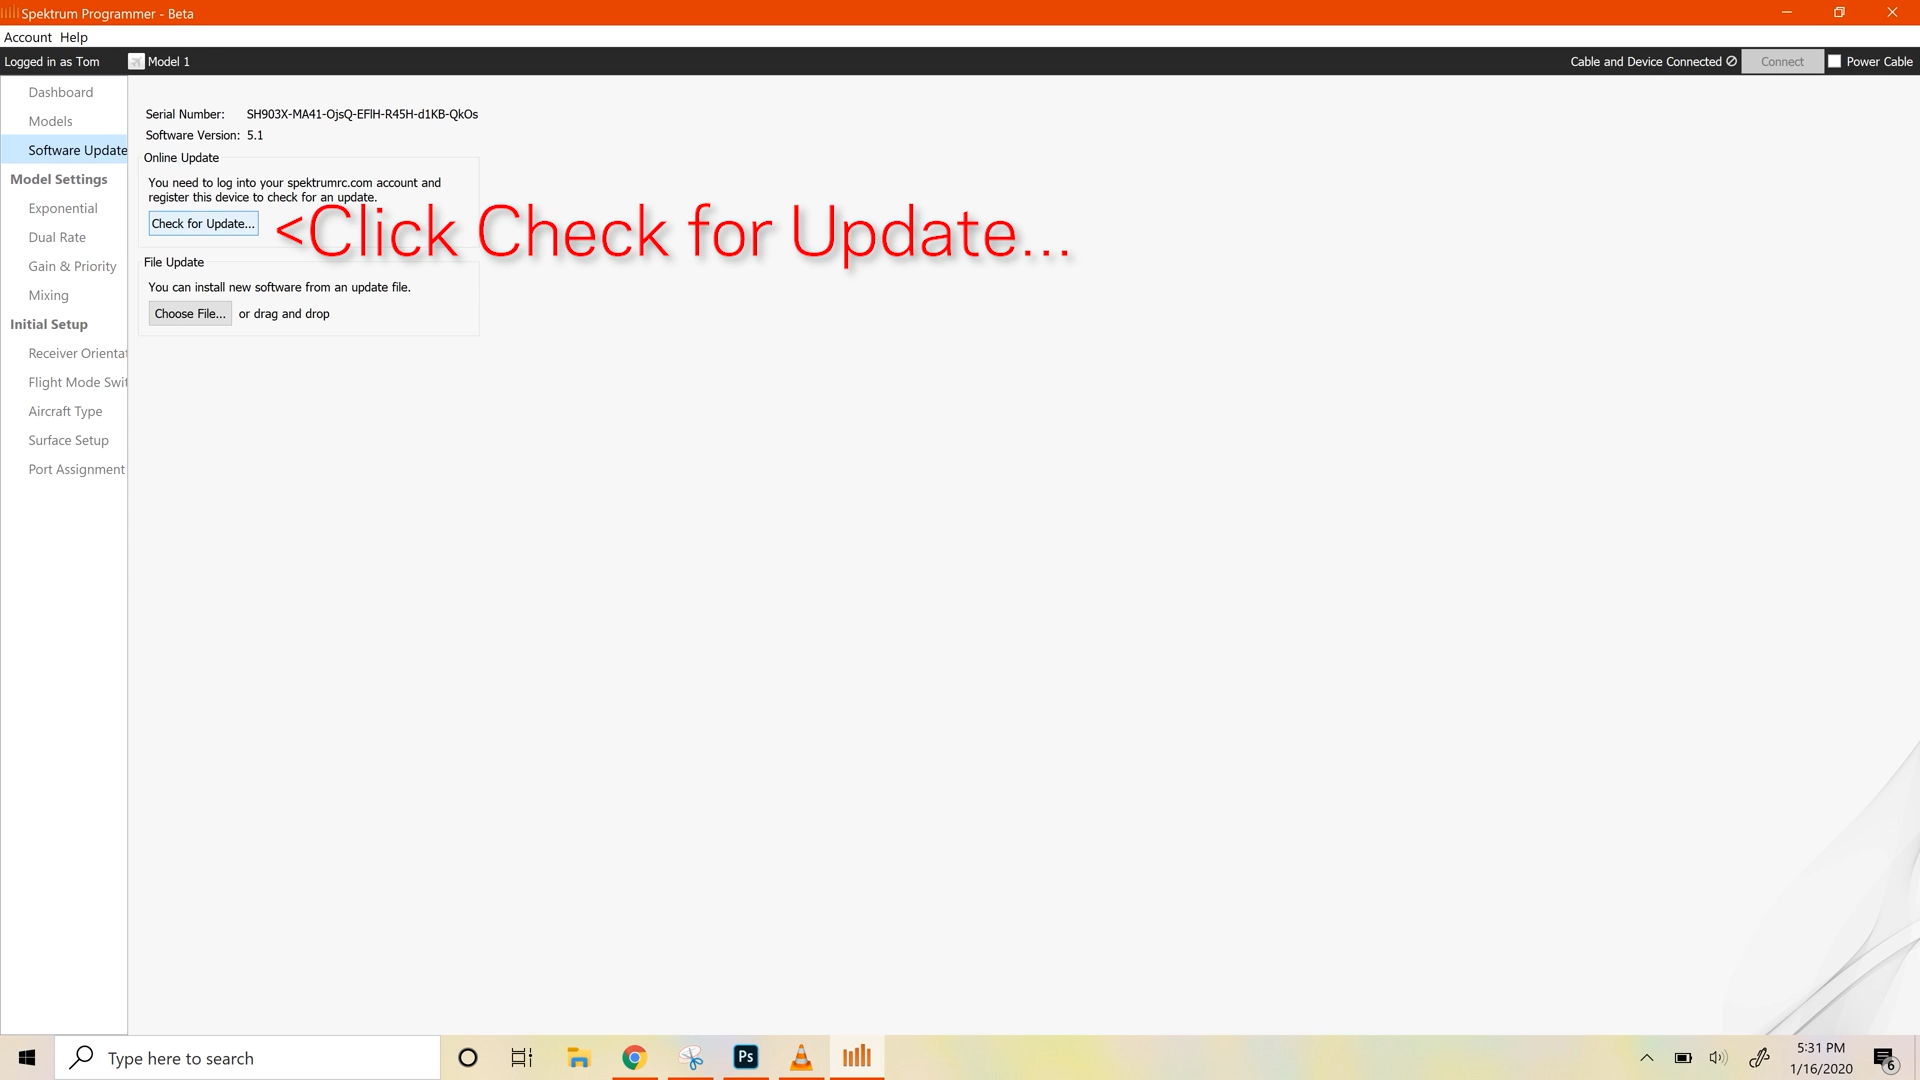 Spektrum Programmer - Beta
Account Help
Logged in as Tom Model 1 Cable and Device Connected Connect Power Cable
Dashboard
Models
Software Update
Model Settings
Exponential
Dual Rate
Gain & Priority
Mixing
Initial Setup
Receiver Orientat
Flight Mode Swit
Aircraft Type
Surface Setup
Port Assignment
Serial Number: SH903X-MA41-OjsQ-EFlH-R45H-d1KB-QkOs
Software Version: 5.1
Online Update
You need to log into your spektrumrc.com account and
register this device to check for an update.
Check for Update...
<Click Check for Update...
File Update
You can install new software from an update file.
Choose File... or drag and drop
Type here to search
Ps
5:31 PM
1/16/2020
6